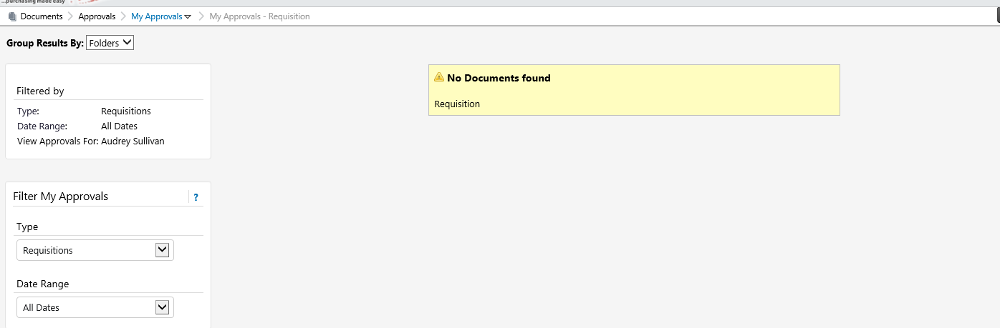 ...purchasing made easy
Documents Approvals My Approvals My Approvals - Requisition
Group Results By: Folders
Filtered by
Type: Requisitions
Date Range: All Dates
View Approvals For: Audrey Sullivan
No Documents found
Requisition
Filter My Approvals ?
Type
Requisitions
Date Range
All Dates